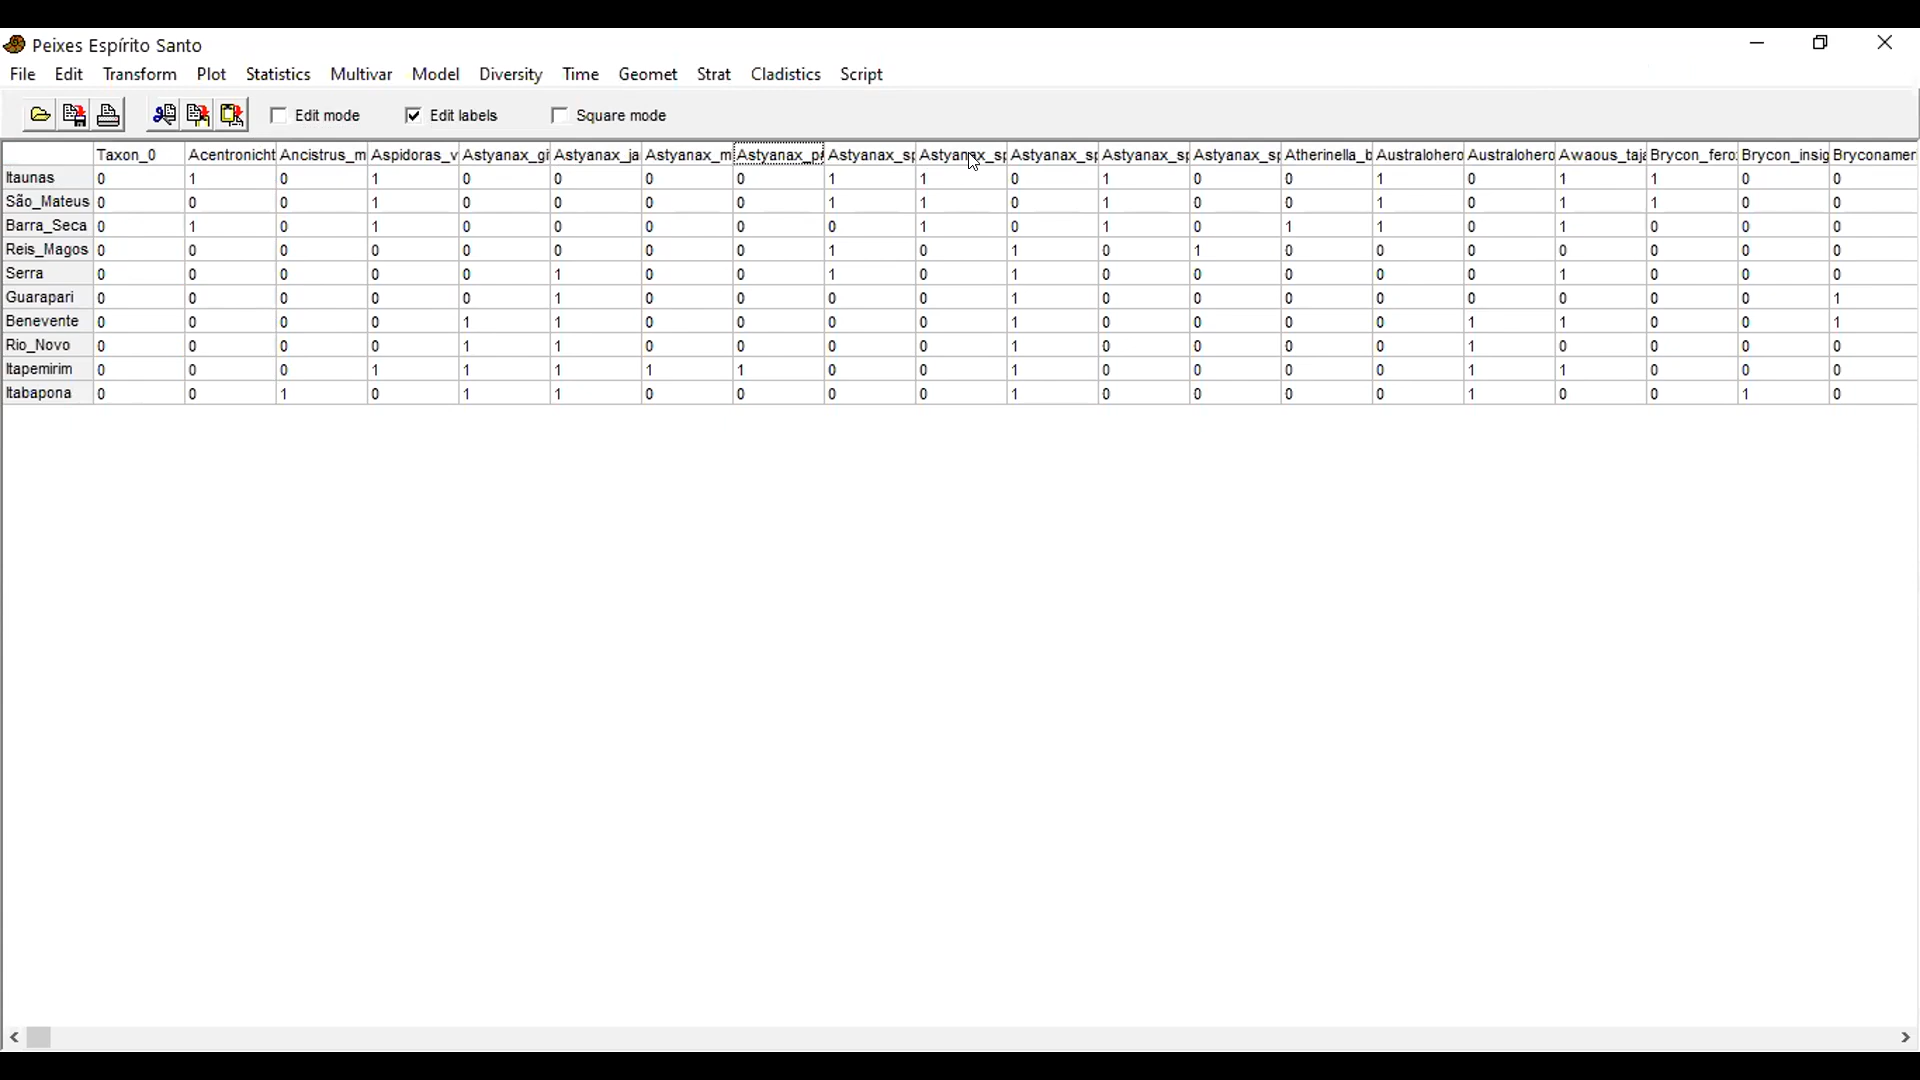 Peixes Espírito Santo
File Edit Transform Plot Statistics Multivar Model Diversity Time Geomet Strat Cladistics Script
Edit mode Edit labels Square mode
Taxon_0 Acentronicht Ancistrus_m Aspidoras_v Astyanax_gi Astyanax_ja Astyanax_m Astyanax_pa Astyanax_sp Astyanax_sp Astyanax_sp Astyanax_sp Astyanax_sp Atherinella_b Australohero Australohero Awaous_taja Brycon_fero Brycon_insig Bryconamer
Itaunas 0 1 0 1 0 0 0 0 1 1 0 1 0 0 1 0 1 1 0 0
São_Mateus 0 0 0 1 0 0 0 0 1 1 0 1 0 0 1 0 1 1 0 0
Barra_Seca 0 1 0 1 0 0 0 0 0 1 0 1 0 1 1 0 1 0 0 0
Reis_Magos 0 0 0 0 0 0 0 0 1 0 1 0 1 0 0 0 0 0 0 0
Serra 0 0 0 0 0 1 0 0 1 0 1 0 0 0 0 0 1 0 0 0
Guarapari 0 0 0 0 0 1 0 0 0 0 1 0 0 0 0 0 0 0 0 1
Benevente 0 0 0 0 1 1 0 0 0 0 1 0 0 0 0 1 1 0 0 1
Rio_Novo 0 0 0 0 1 1 0 0 0 0 1 0 0 0 0 1 0 0 0 0
Itapemirim 0 0 0 1 1 1 1 1 0 0 1 0 0 0 0 1 1 0 0 0
Itabapona 0 0 1 0 1 1 0 0 0 0 1 0 0 0 0 1 0 0 1 0